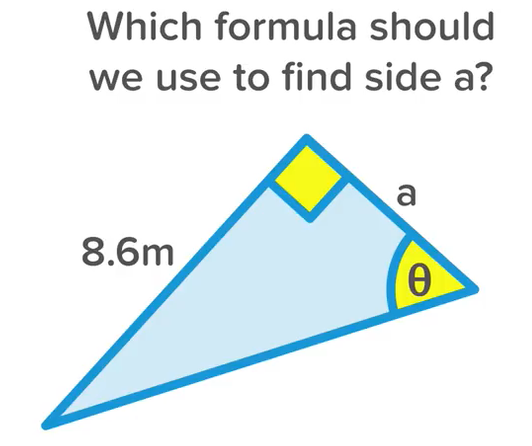 Which formula should
we use to find side a?
a
8.6m
θ